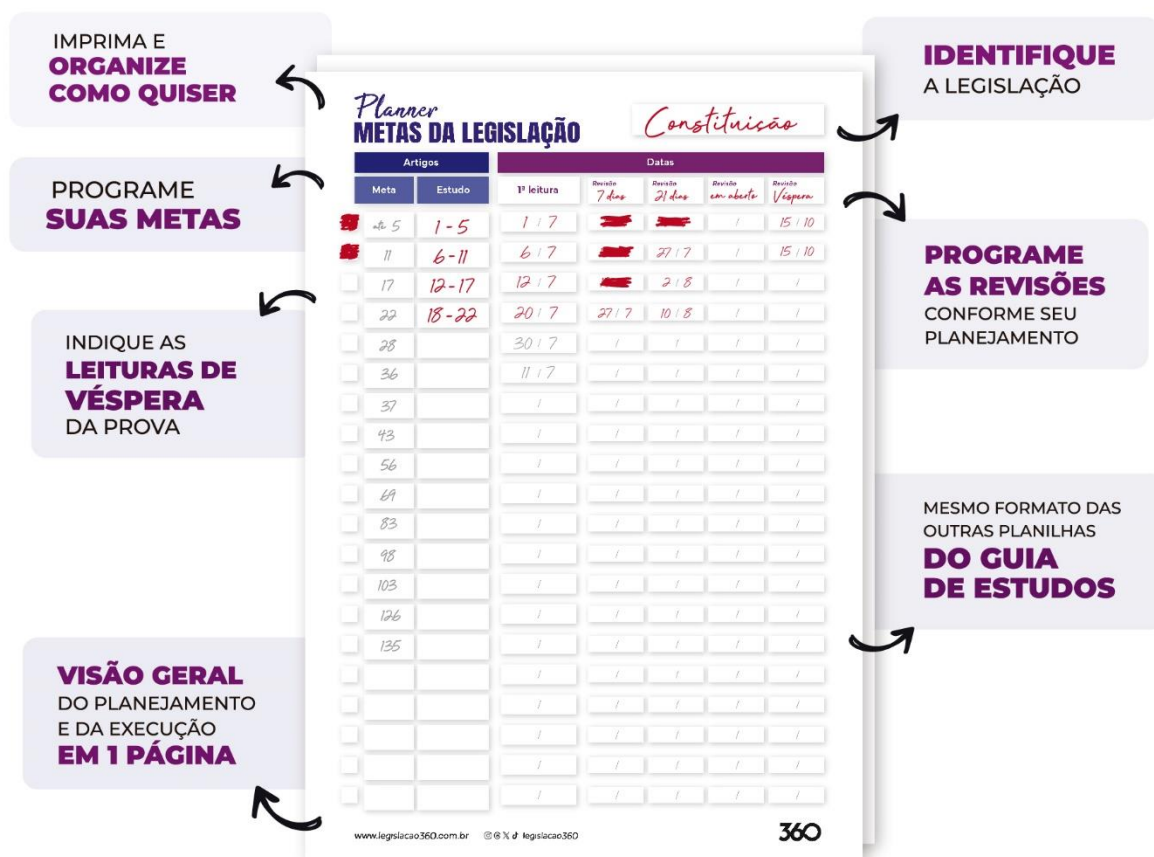 IMPRIMA E
ORGANIZE
COMO QUISER
PROGRAME
SUAS METAS
INDIQUE AS
LEITURAS DE
VÉSPERA
DA PROVA
VISÃO GERAL
DO PLANEJAMENTO
E DA EXECUÇÃO
EM 1 PÁGINA
Planner
METAS DA LEGISLAÇÃO
Constituisão
Artigos Datas
Meta Estudo 1ª leitura Revisão 7 dias Revisão 21 dias Revisão em aberto Revisão Véspera
até 5 1 - 5 1 / 7 / 15 / 10
11 6 - 11 6 / 7 27 / 7 / 15 / 10
17 12 - 17 12 / 7 2 / 8 / /
22 18 - 22 20 / 7 27 / 7 10 / 8 / /
28 30 / 7 / / / /
36 11 / 7 / / / /
37 / / / / /
43 / / / / /
56 / / / / /
69 / / / / /
83 / / / / /
98 / / / / /
103 / / / / /
126 / / / / /
135 / / / / /
/ / / / /
/ / / / /
/ / / / /
/ / / / /
/ / / / /
www.legislacao360.com.br legislacao360
360
IDENTIFIQUE
A LEGISLAÇÃO
PROGRAME
AS REVISÕES
CONFORME SEU
PLANEJAMENTO
MESMO FORMATO DAS
OUTRAS PLANILHAS
DO GUIA
DE ESTUDOS